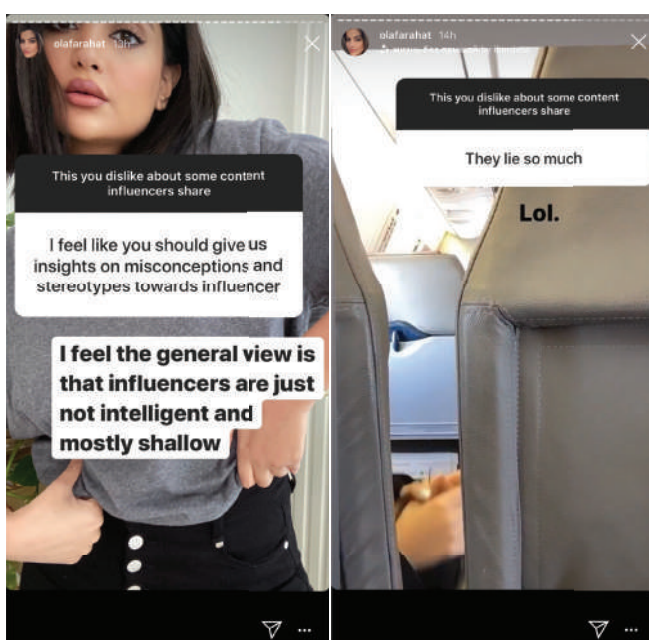 olafarahat 13h
This you dislike about some content
influencers share
I feel like you should give us
insights on misconceptions and
stereotypes towards influencer
I feel the general view is
that influencers are just
not intelligent and
mostly shallow
olafarahat 14h
This you dislike about some content
influencers share
They lie so much
Lol.